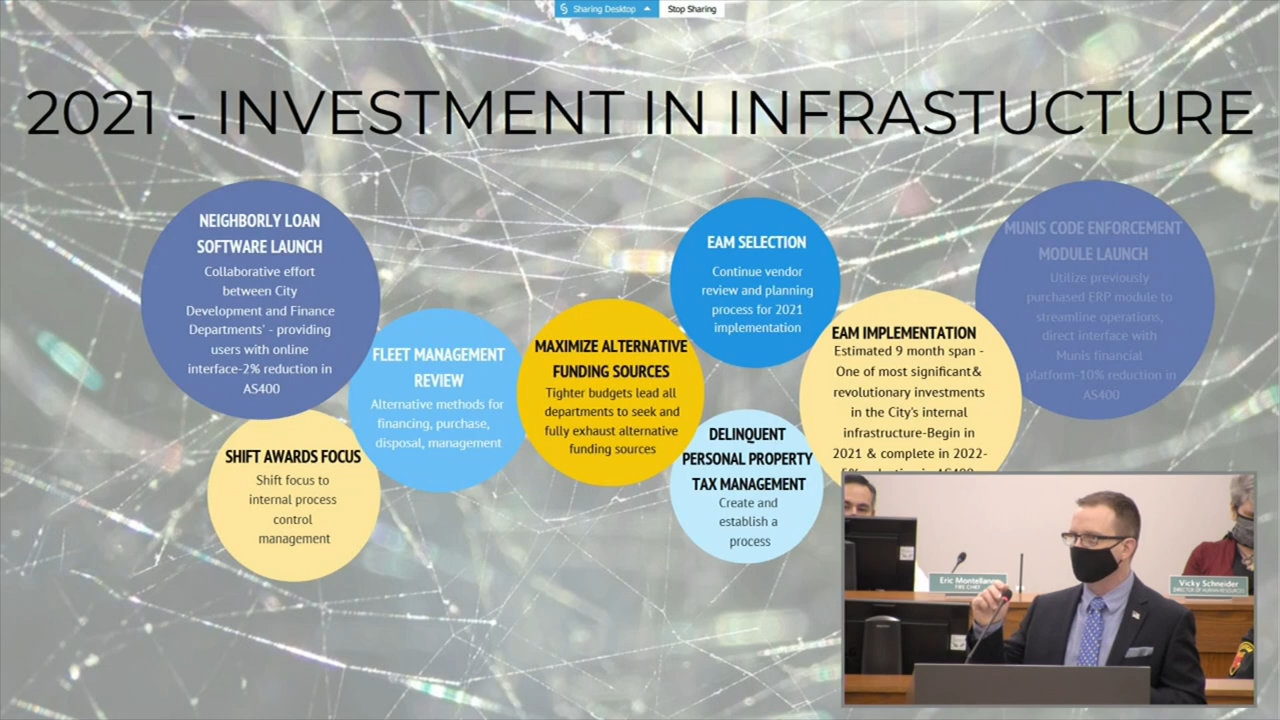 Sharing Desktop
Stop Sharing
2021 - INVESTMENT IN INFRASTUCTURE
NEIGHBORLY LOAN
SOFTWARE LAUNCH
Collaborative effort
between City
Development and Finance
Departments' - providing
users with online
interface-2% reduction in
AS400
SHIFT AWARDS FOCUS
Shift focus to
internal process
control
management
FLEET MANAGEMENT
REVIEW
Alternative methods for
financing, purchase,
disposal, management
MAXIMIZE ALTERNATIVE
FUNDING SOURCES
Tighter budgets lead all
departments to seek and
fully exhaust alternative
funding sources
EAM SELECTION
Continue vendor
review and planning
process for 2021
implementation
DELINQUENT
PERSONAL PROPERTY
TAX MANAGEMENT
Create and
establish a
process
EAM IMPLEMENTATION
Estimated 9 month span -
One of most significant&
revolutionary investments
in the City's internal
infrastructure-Begin in
2021 & complete in 2022-
5% reduction in AS400
MUNIS CODE ENFORCEMENT
MODULE LAUNCH
Utilize previously
purchased ERP module to
streamline operations,
direct interface with
Munis financial
platform-10% reduction in
AS400
Eric Montellano
FIRE CHIEF
Vicky Schneider
DIRECTOR OF HUMAN RESOURCES